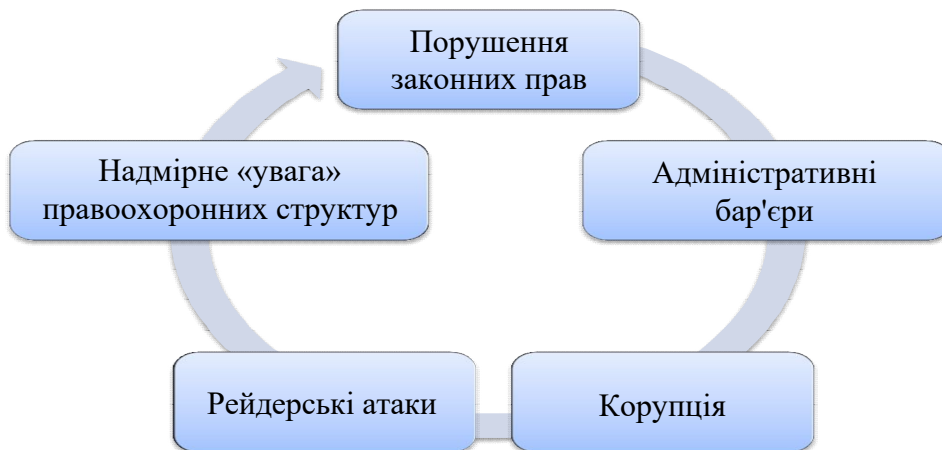 Порушення
законних прав
Адміністративні
бар'єри
Корупція
Рейдерські атаки
Надмірне «увага»
правоохоронних структур